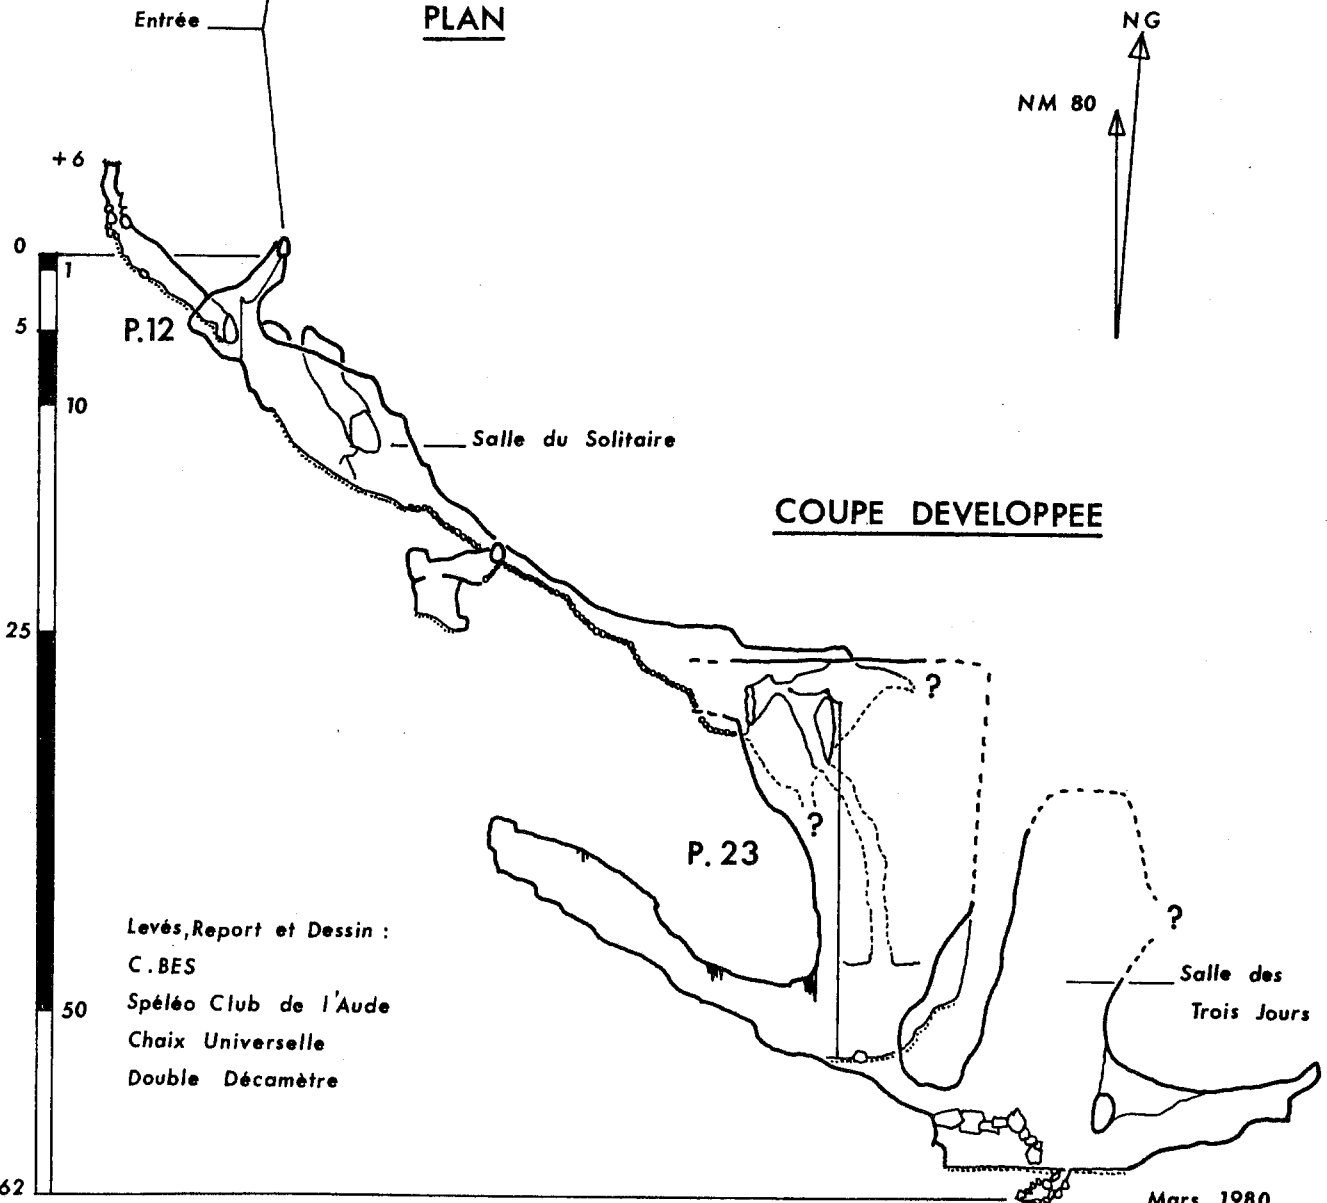 Entrée
PLAN
NG
NM 80
+6
0
1
5
P.12
10
Salle du Solitaire
COUPE DEVELOPPEE
25
?
?
P. 23
?
Levés, Report et Dessin :
C.BES
Spéléo Club de l'Aude
Chaix Universelle
Double Décamètre
50
Salle des
Trois Jours
62
Mars 1980